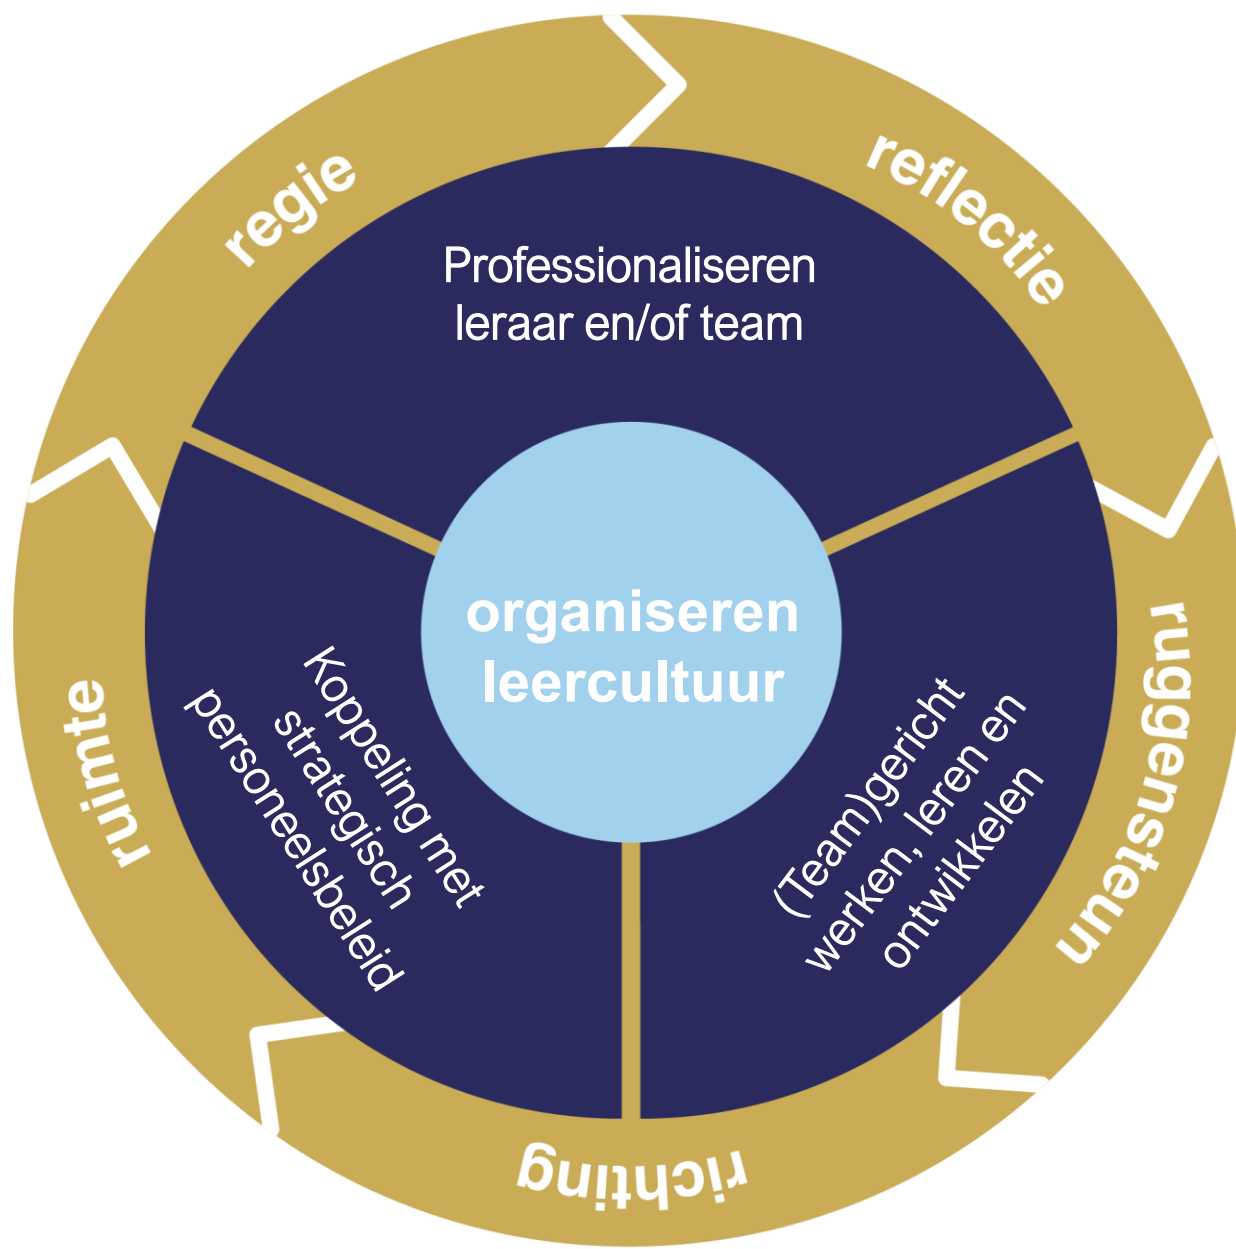 regie
reflectie
ruggensteun
richting
ruimte
Professionaliseren
leraar en/of team
(Team)gericht
werken, leren en
ontwikkelen
Koppeling met
strategisch
personeelsbeleid
organiseren
leercultuur